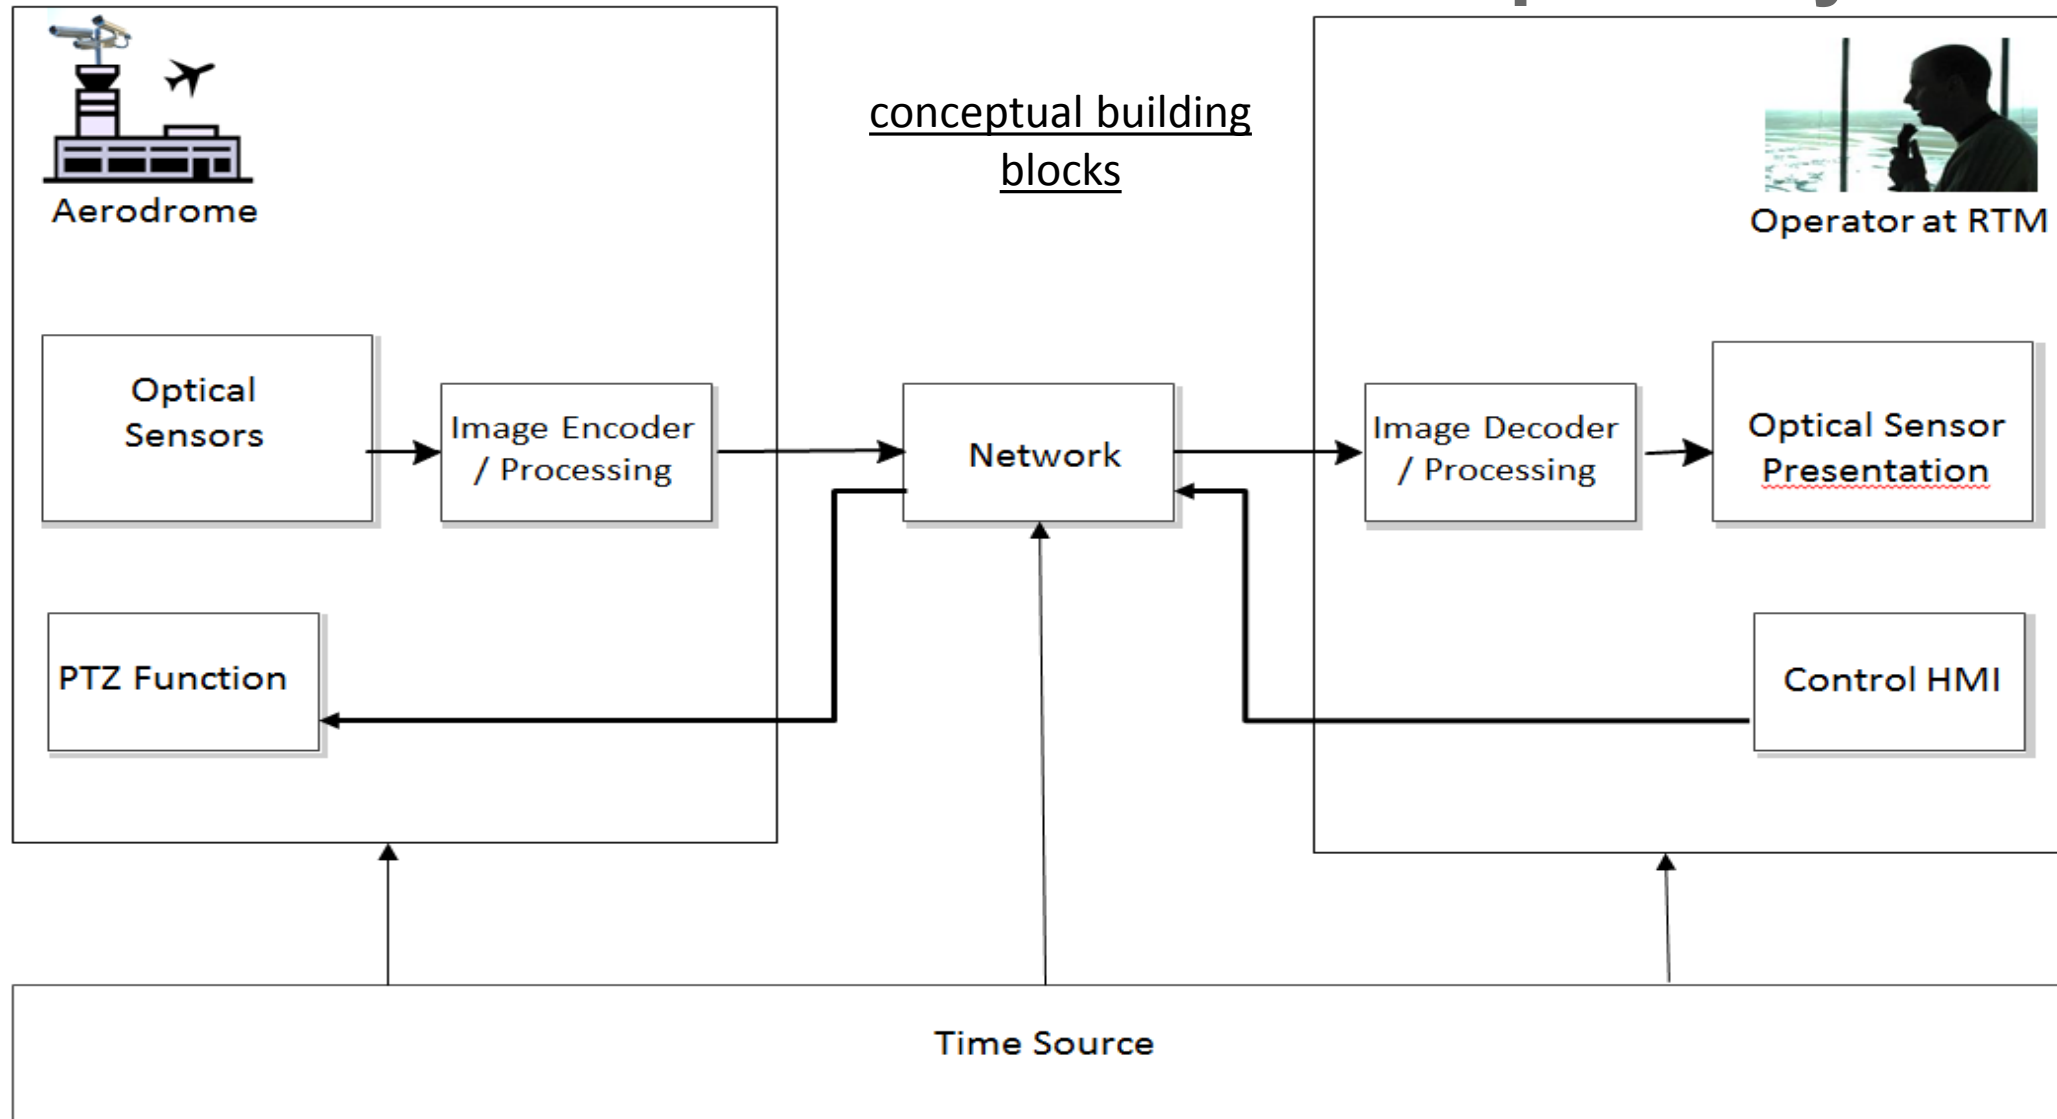 conceptual building
blocks
Aerodrome
Operator at RTM
Optical
Sensors
Image Encoder
/ Processing
Network
Image Decoder
/ Processing
Optical Sensor
Presentation
PTZ Function
Control HMI
Time Source